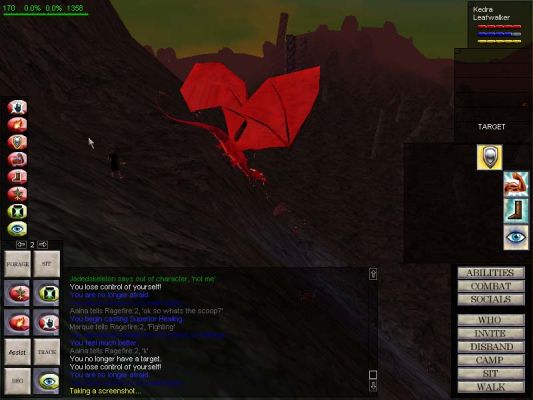 170 0.0% 0.0% 1358
Kedra
Leafwalker
TARGET
2
FORAGE
SIT
Assist
TRACK
BEG
Jadedskeleton says out of character, 'not me'
You lose control of yourself!
You are no longer afraid.
Aaina tells Ragefire:2, 'ok so whats the scoop?'
You begin casting Superior Healing.
Marque tells Ragefire:2, 'Fighting'
You feel much better.
Aaina tells Ragefire:2, 'k'
You no longer have a target.
You lose control of yourself!
You are no longer afraid.
Taking a screenshot...
ABILITIES
COMBAT
SOCIALS
WHO
INVITE
DISBAND
CAMP
SIT
WALK